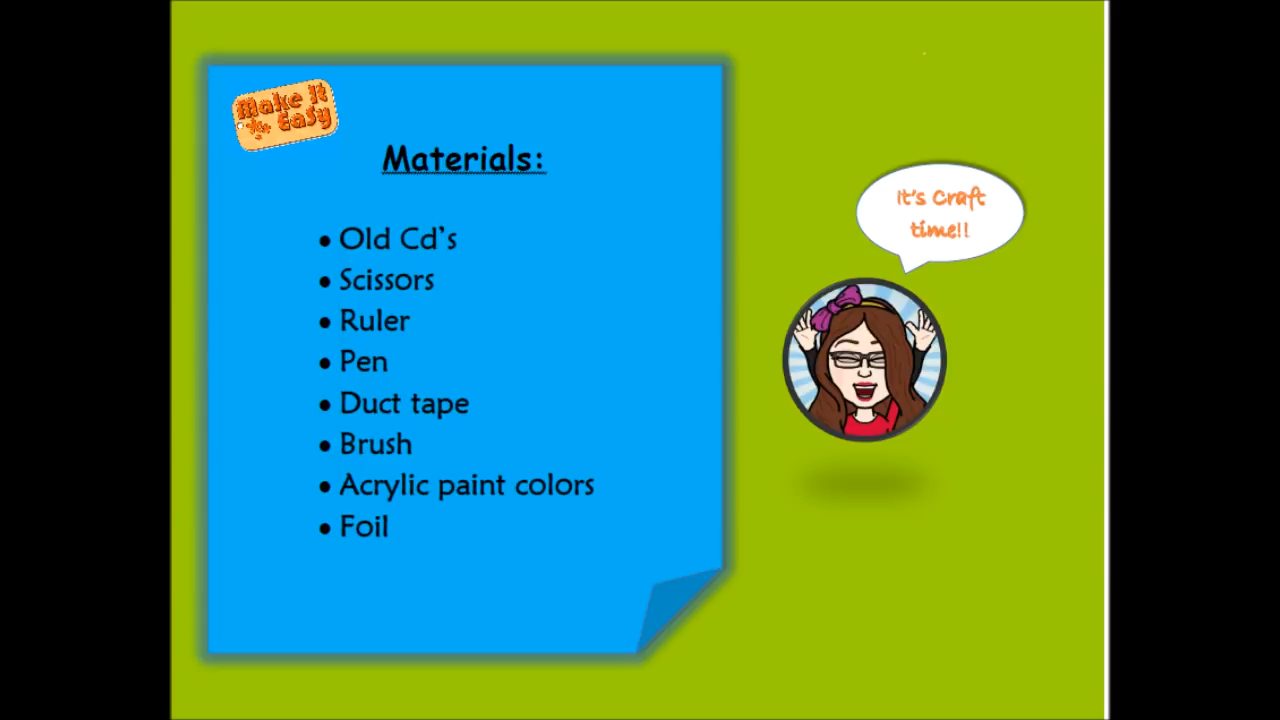 Make It
Easy
Materials:
• Old Cd's
• Scissors
• Ruler
• Pen
• Duct tape
• Brush
• Acrylic paint colors
• Foil
It's Craft
time!!